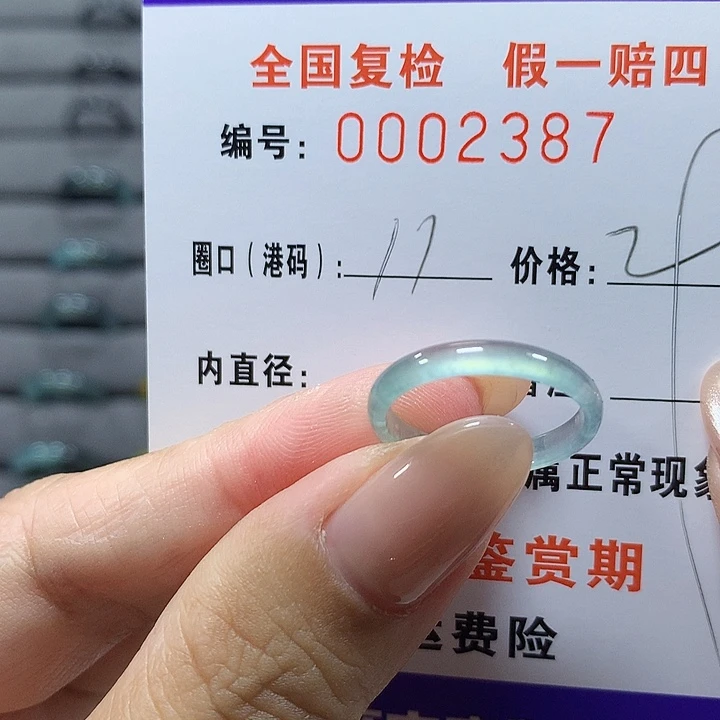 全国复检 假一赔四
编号: 0002387
圈口(港码): 17 价格: 2
内直径:
属正常现象
鉴赏期
费险